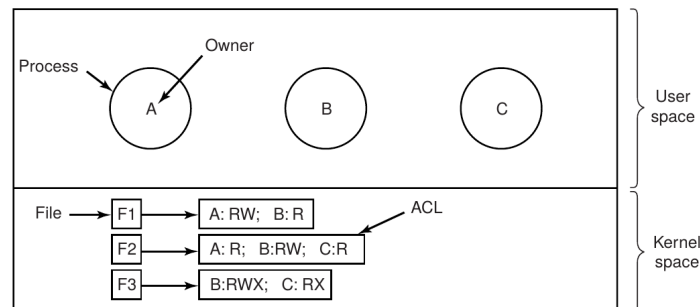 Owner
Process
A
B
C
User
space
File
F1
A: RW; B: R
ACL
F2
A: R; B:RW; C:R
F3
B:RWX; C: RX
Kernel
space